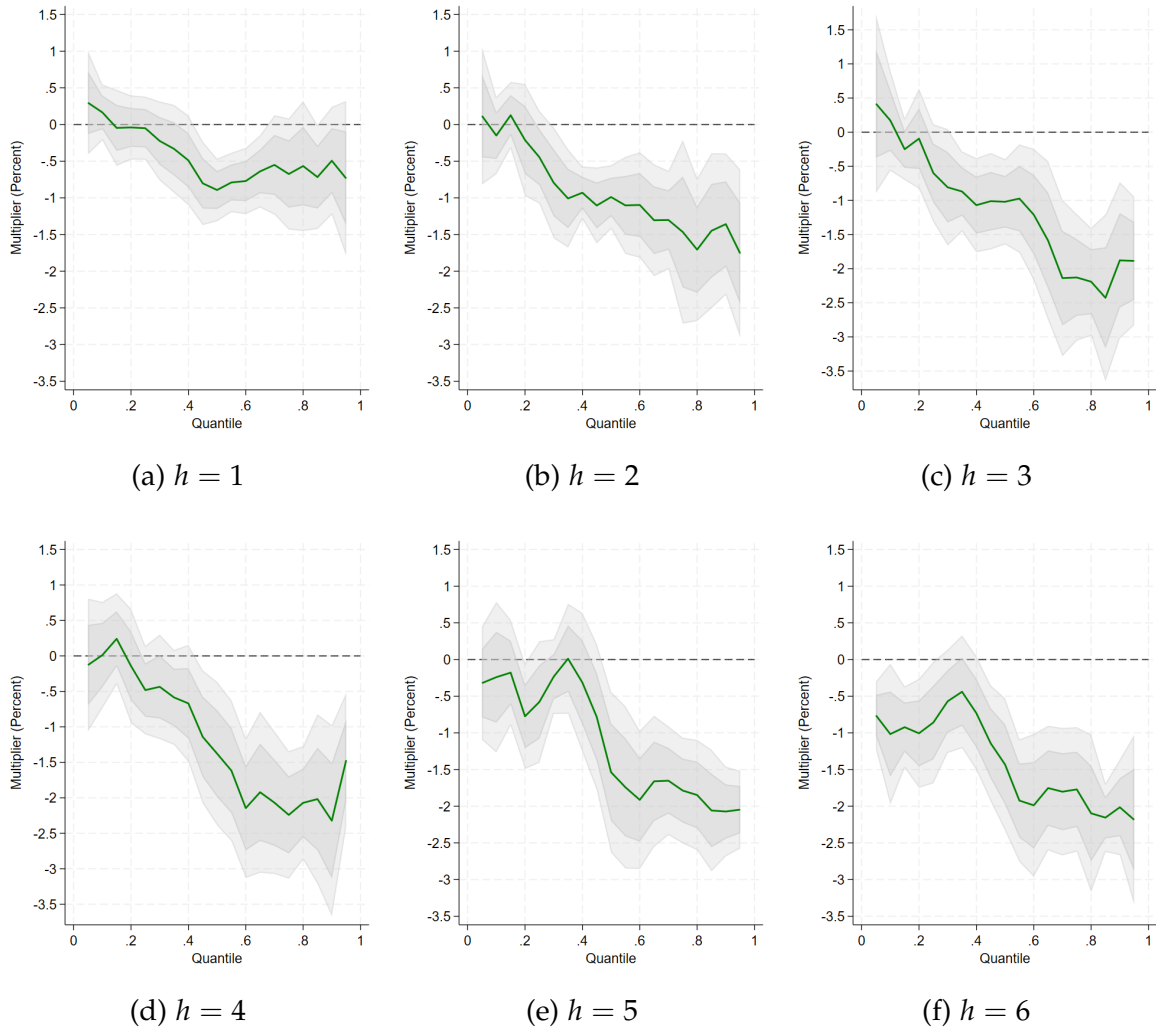 1.5
1
.5
0
-.5
-1
-1.5
-2
-2.5
-3
-3.5
Multiplier (Percent)
0 .2 .4 .6 .8 1
Quantile
(a) h = 1
1.5
1
.5
0
-.5
-1
-1.5
-2
-2.5
-3
-3.5
Multiplier (Percent)
0 .2 .4 .6 .8 1
Quantile
(b) h = 2
1.5
1
.5
0
-.5
-1
-1.5
-2
-2.5
-3
-3.5
Multiplier (Percent)
0 .2 .4 .6 .8 1
Quantile
(c) h = 3
1.5
1
.5
0
-.5
-1
-1.5
-2
-2.5
-3
-3.5
Multiplier (Percent)
0 .2 .4 .6 .8 1
Quantile
(d) h = 4
1.5
1
.5
0
-.5
-1
-1.5
-2
-2.5
-3
-3.5
Multiplier (Percent)
0 .2 .4 .6 .8 1
Quantile
(e) h = 5
1.5
1
.5
0
-.5
-1
-1.5
-2
-2.5
-3
-3.5
Multiplier (Percent)
0 .2 .4 .6 .8 1
Quantile
(f) h = 6